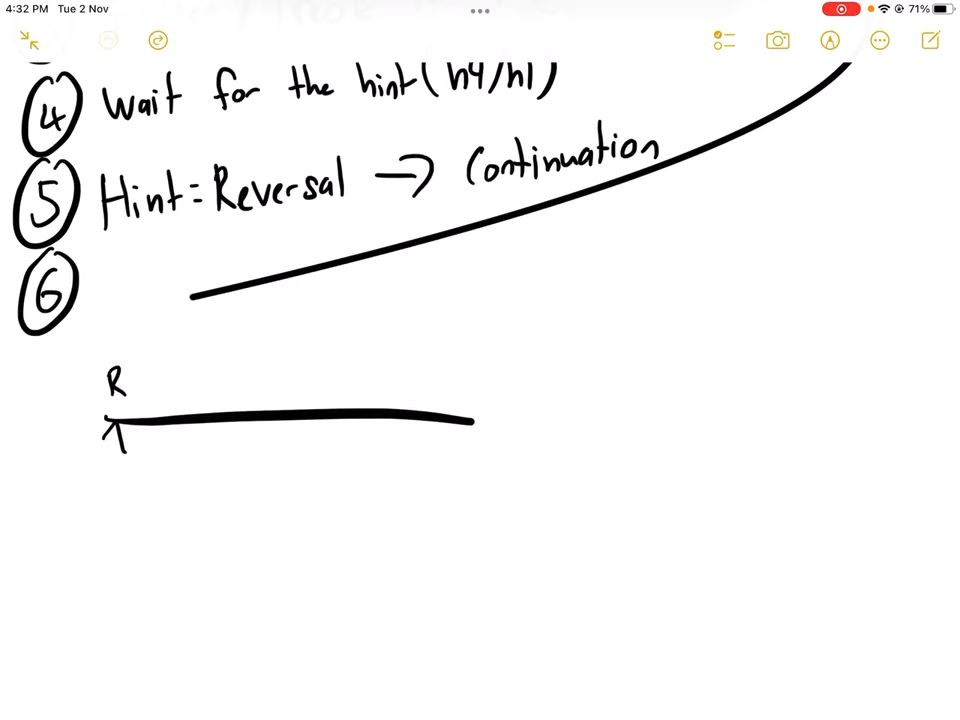 4:32 PM Tue 2 Nov
71%
4 Wait for the hint (h4/h1)
5 Hint = Reversal → Continuation
6
R